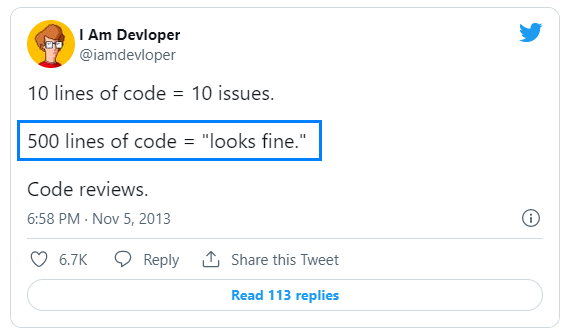 I Am Devloper
@iamdevloper
10 lines of code = 10 issues.
500 lines of code = "looks fine."
Code reviews.
6:58 PM · Nov 5, 2013
6.7K Reply Share this Tweet
Read 113 replies